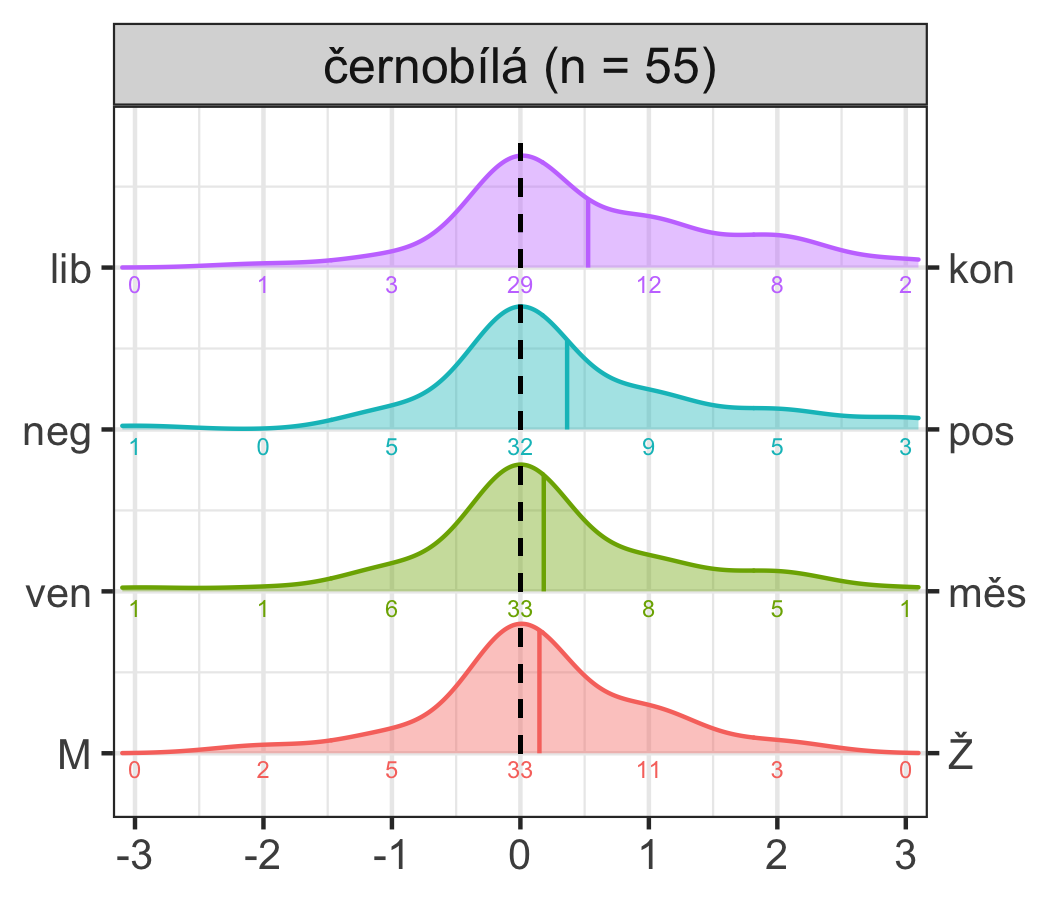 černobílá (n = 55)
lib kon
0 1 3 29 12 8 2
neg pos
1 0 5 32 9 5 3
ven měs
1 1 6 33 8 5 1
M Ž
0 2 5 33 11 3 0
-3 -2 -1 0 1 2 3